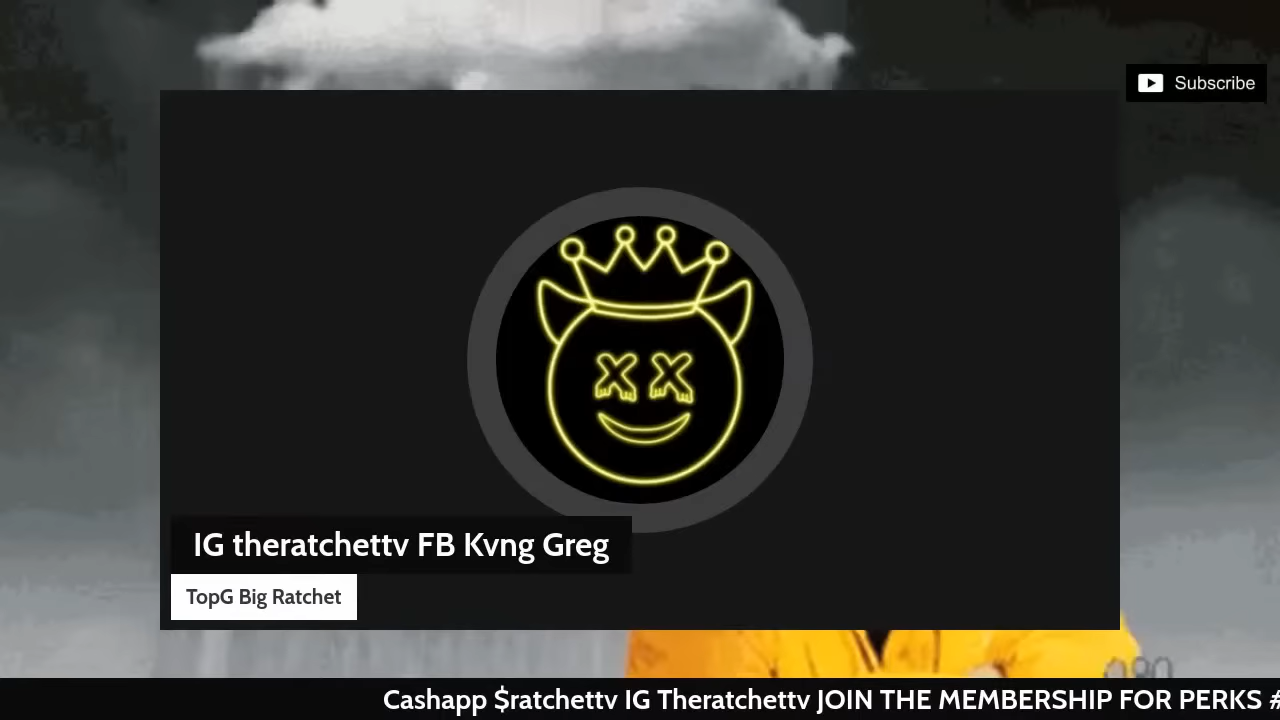 Subscribe
IG theratchettv FB Kvng Greg
TopG Big Ratchet
Cashapp $ratchettv IG Theratchettv JOIN THE MEMBERSHIP FOR PERKS #